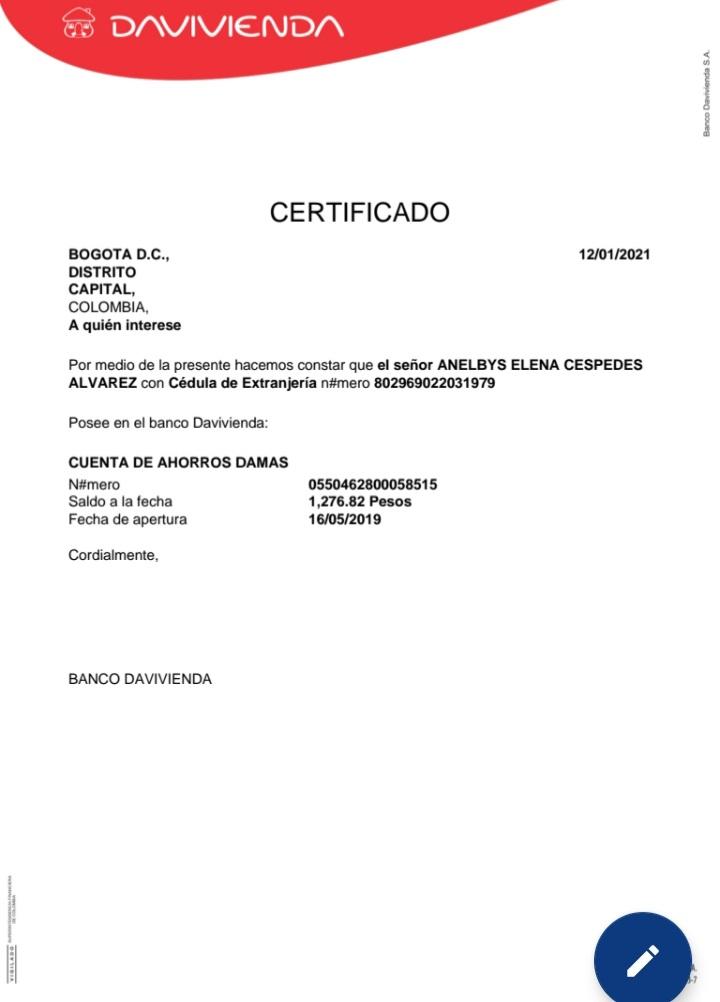 DAVIVIENDA
Banco Davivienda S.A.
CERTIFICADO
BOGOTA D.C., 12/01/2021
DISTRITO
CAPITAL,
COLOMBIA,
A quién interese
Por medio de la presente hacemos constar que el señor ANELBYS ELENA CESPEDES
ALVAREZ con Cédula de Extranjería n#mero 802969022031979
Posee en el banco Davivienda:
CUENTA DE AHORROS DAMAS
N#mero 0550462800058515
Saldo a la fecha 1,276.82 Pesos
Fecha de apertura 16/05/2019
Cordialmente,
BANCO DAVIVIENDA
VIGILADO
SUPERINTENDENCIA FINANCIERA
DE COLOMBIA